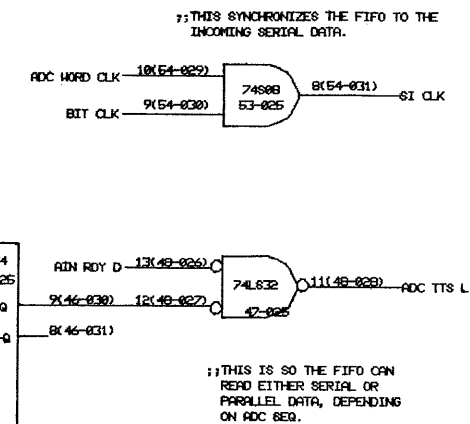 ;;THIS SYNCHRONIZES THE FIFO TO THE
INCOMING SERIAL DATA.
ADC WORD CLK 10(54-029)
74S08 8(54-031) SI CLK
BIT CLK 9(54-030) 53-025
4
25
AIN RDY D 13(48-026)
74LS32 11(48-028) ADC TTS L
Q 9(46-030) 12(48-027) 47-025
Q 8(46-031)
;;THIS IS SO THE FIFO CAN
READ EITHER SERIAL OR
PARALLEL DATA, DEPENDING
ON ADC SEQ.